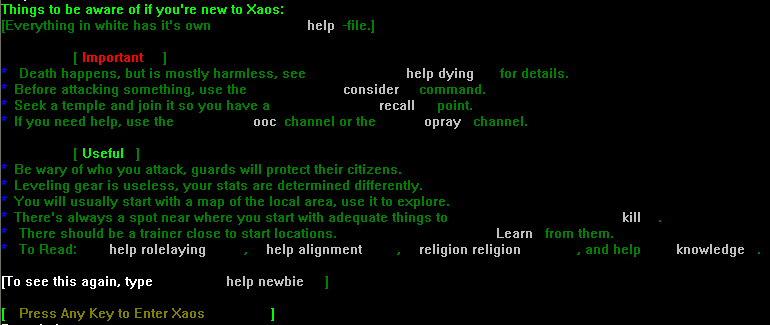 Things to be aware of if you're new to Xaos:
[Everything in white has it's own help -file.]
[ Important ]
* Death happens, but is mostly harmless, see help dying for details.
* Before attacking something, use the consider command.
* Seek a temple and join it so you have a recall point.
* If you need help, use the ooc channel or the opray channel.
[ Useful ]
* Be wary of who you attack, guards will protect their citizens.
* Leveling gear is useless, your stats are determined differently.
* You will usually start with a map of the local area, use it to explore.
* There's always a spot near where you start with adequate things to kill .
* There should be a trainer close to start locations. Learn from them.
* To Read: help rolelaying , help alignment , religion religion , and help knowledge .
[To see this again, type help newbie ]
[ Press Any Key to Enter Xaos ]